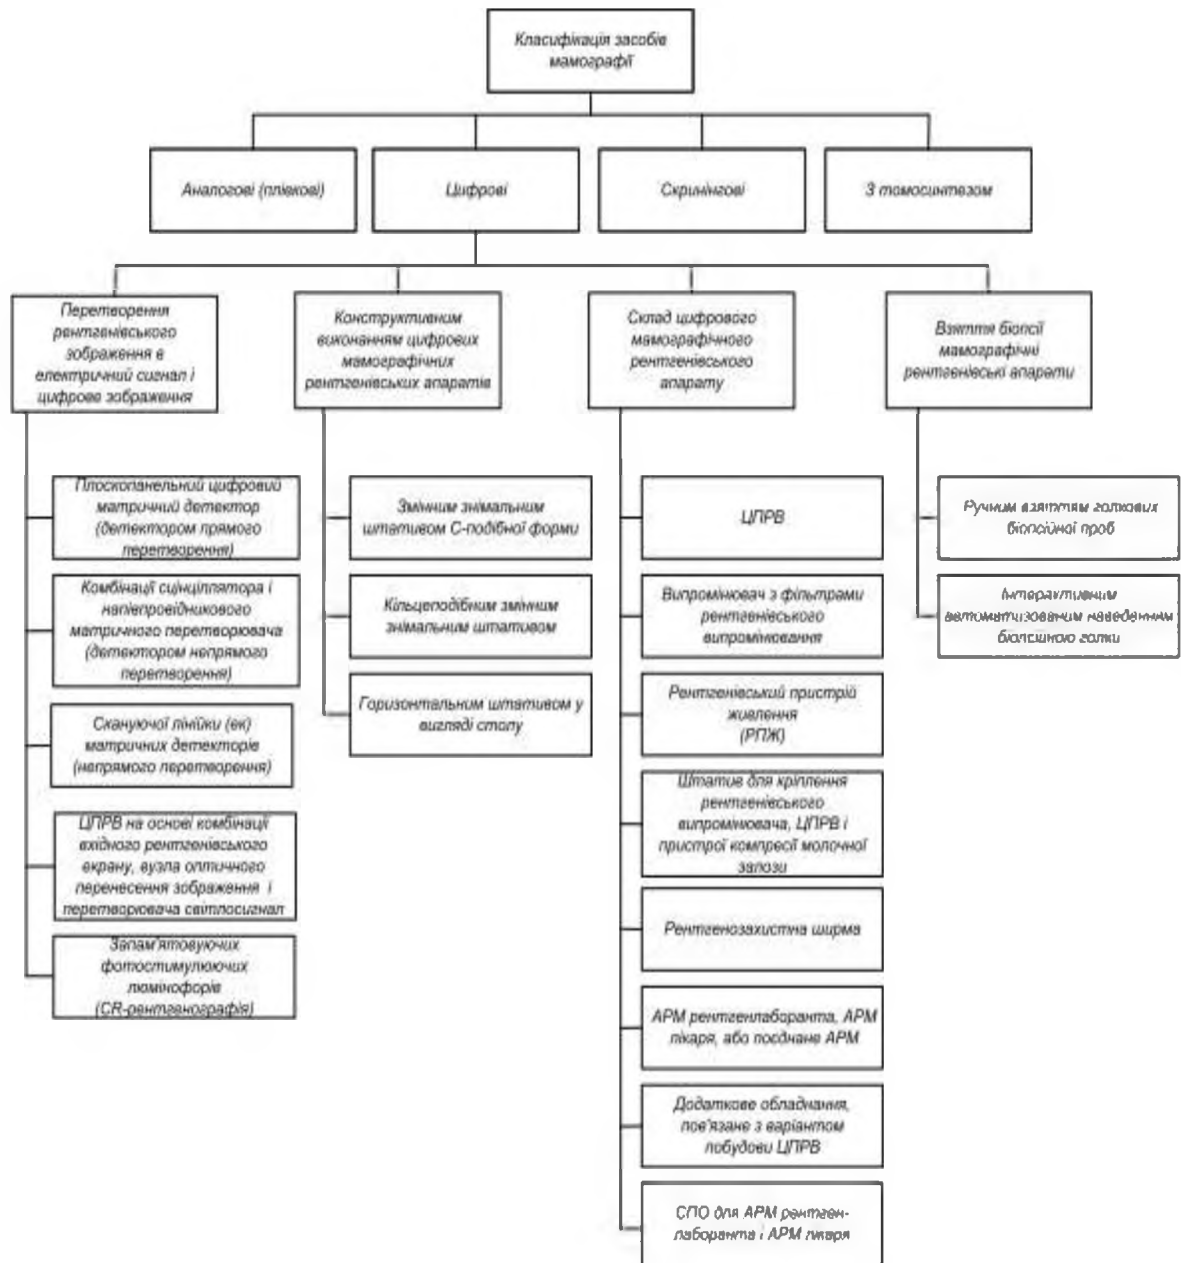 Класифікація засобів
мамографії
Аналогові (плівкові)
Цифрові
Скринінгові
З томосинтезом
Перетворення
рентгенівського
зображення в
електричний сигнал і
цифрове зображення
Конструктивним
виконанням цифрових
мамографічних
рентгенівських апаратів
Склад цифрового
мамографічного
рентгенівського
апарату
Взяття біопсії
мамографічні
рентгенівські апарати
Плоскопанельний цифровий
матричний детектор
(детектором прямого
перетворення)
Комбінації сцінціллятора і
напівпровідникового
матричного перетворювача
(детектором непрямого
перетворення)
Скануючої лінійки (ек)
матричних детекторів
(непрямого перетворення)
ЦПРВ на основі комбінації
вхідного рентгенівського
екрану, вузла оптичного
перенесення зображення і
перетворювача світлосигнал
Запам'ятовуючих
фотостимулюючих
люмінофорів
(CR-рентгенографія)
Змінним знімальним
штативом С-подібної форми
Кільцеподібним змінним
знімальним штативом
Горизонтальним штативом у
вигляді столу
ЦПРВ
Випромінювач з фільтрами
рентгенівського
випромінювання
Рентгенівський пристрій
живлення
(РПЖ)
Штатив для кріплення
рентгенівського
випромінювача, ЦПРВ і
пристрої компресії молочної
залози
Рентгенозахистна ширма
АРМ рентгенлаборанта, АРМ
лікаря, або поєднане АРМ
Додаткове обладнання,
пов'язане з варіантом
побудови ЦПРВ
СПО для АРМ рентген-
лаборанта і АРМ лікаря
Ручним взяттям голкових
біопсійної проб
Інтерактивним
автоматизованим наведенням
біопсійною голки